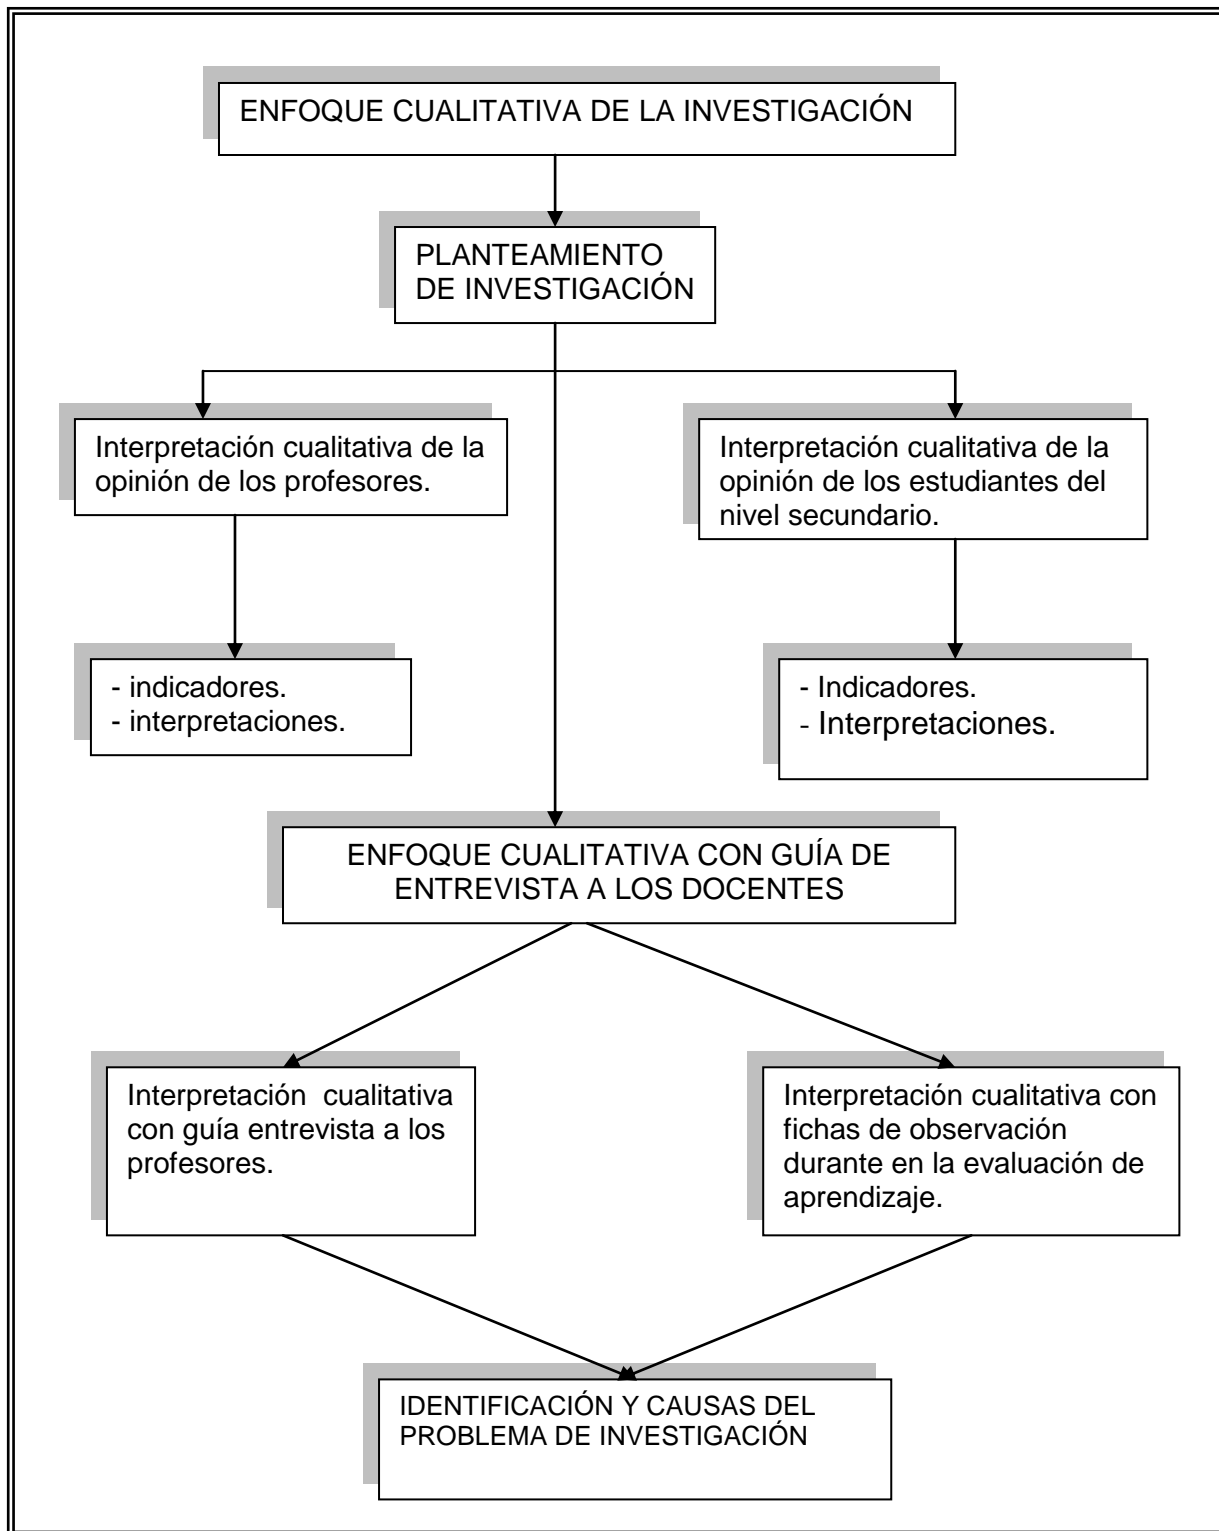 ENFOQUE CUALITATIVA DE LA INVESTIGACIÓN
PLANTEAMIENTO
DE INVESTIGACIÓN
Interpretación cualitativa de la
opinión de los profesores.
Interpretación cualitativa de la
opinión de los estudiantes del
nivel secundario.
- indicadores.
- interpretaciones.
- Indicadores.
- Interpretaciones.
ENFOQUE CUALITATIVA CON GUÍA DE
ENTREVISTA A LOS DOCENTES
Interpretación  cualitativa
con guía entrevista a los
profesores.
Interpretación cualitativa con
fichas de observación
durante en la evaluación de
aprendizaje.
IDENTIFICACIÓN Y CAUSAS DEL
PROBLEMA DE INVESTIGACIÓN